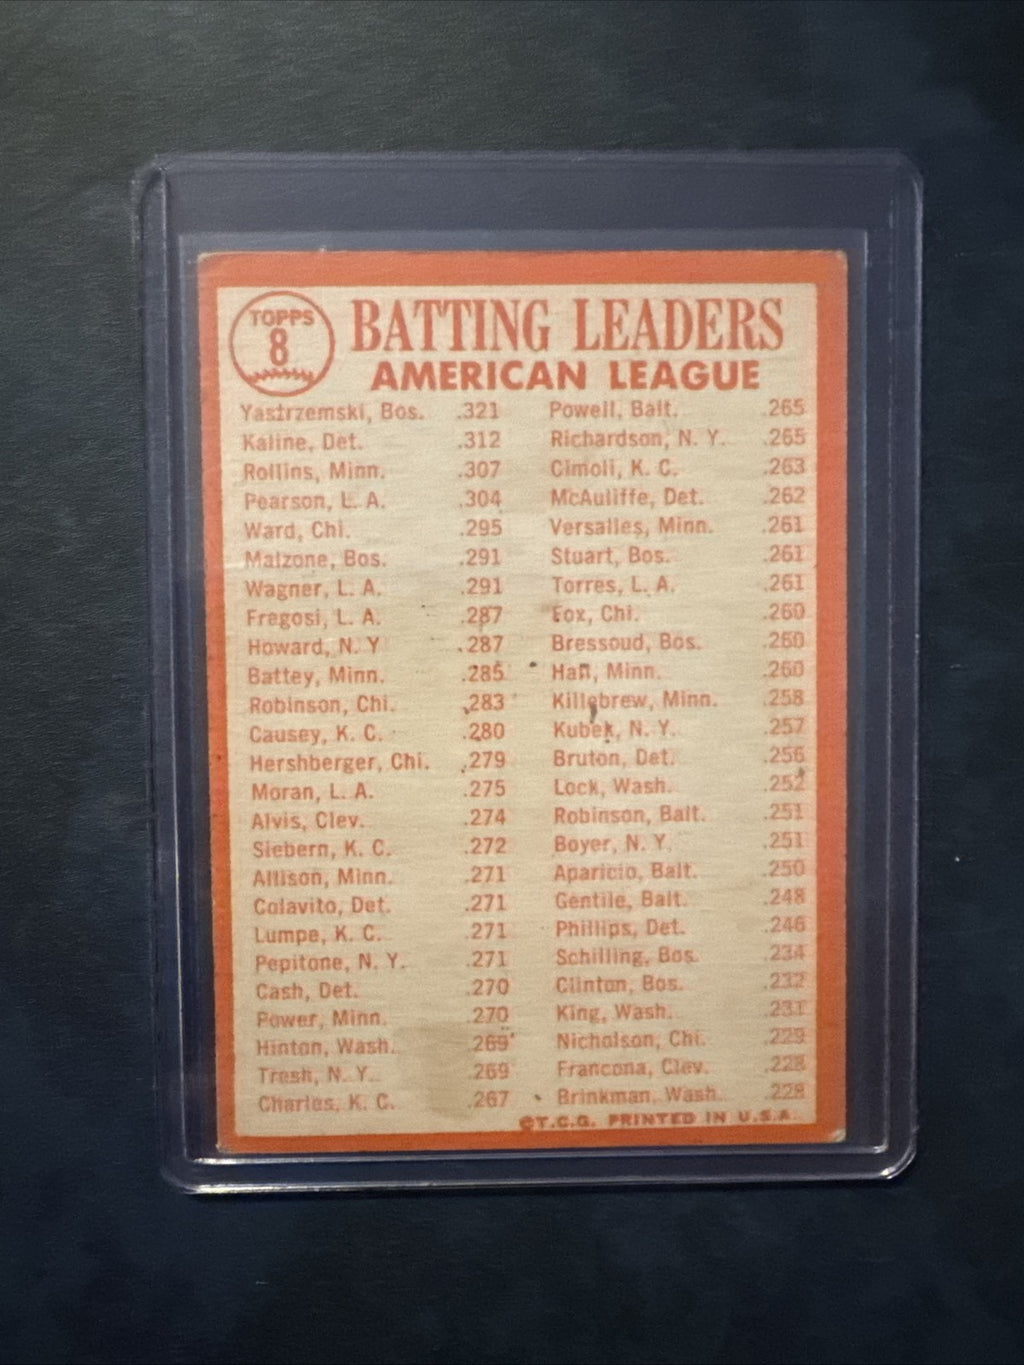 TOPPS
8
BATTING LEADERS
AMERICAN LEAGUE
Yastrzemski, Bos. .321
Kaline, Det. .312
Rollins, Minn. .307
Pearson, L. A. .304
Ward, Chi. .295
Malzone, Bos. .291
Wagner, L. A. .291
Fregosi, L. A. .287
Howard, N. Y .287
Battey, Minn. .285
Robinson, Chi. .283
Causey, K. C. .280
Hershberger, Chi. .279
Moran, L. A. .275
Alvis, Clev. .274
Siebern, K. C. .272
Allison, Minn. .271
Colavito, Det. .271
Lumpe, K. C. .271
Pepitone, N. Y. .271
Cash, Det. .270
Power, Minn. .270
Hinton, Wash. .269
Tresh, N. Y. .269
Charles, K. C. .267
Powell, Balt. .265
Richardson, N. Y. .265
Cimoli, K. C. .263
McAuliffe, Det. .262
Versalles, Minn. .261
Stuart, Bos. .261
Torres, L. A. .261
Fox, Chi. .260
Bressoud, Bos. .260
Hall, Minn. .260
Killebrew, Minn. .258
Kubek, N. Y. .257
Bruton, Det. .256
Lock, Wash. .252
Robinson, Balt. .251
Boyer, N. Y. .251
Aparicio, Balt. .250
Gentile, Balt. .248
Phillips, Det. .246
Schilling, Bos. .234
Clinton, Bos. .232
King, Wash. .231
Nicholson, Chi. .229
Francona, Clev. .228
Brinkman, Wash. .228
©T.C.G. PRINTED IN U.S.A.